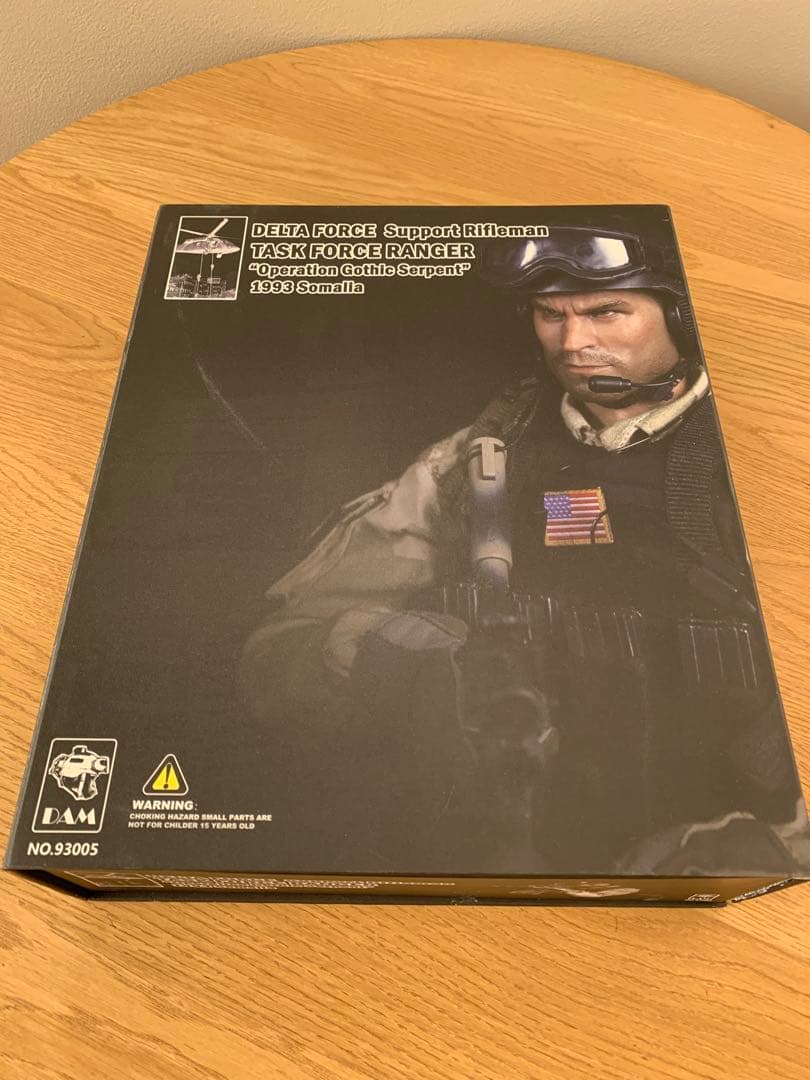 DELTA FORCE Support Rifleman
TASK FORCE RANGER
"Operation Gothic Serpent"
1993 Somalia
DAM
WARNING:
CHOKING HAZARD SMALL PARTS ARE
NOT FOR CHILDER 15 YEARS OLD
NO.93005